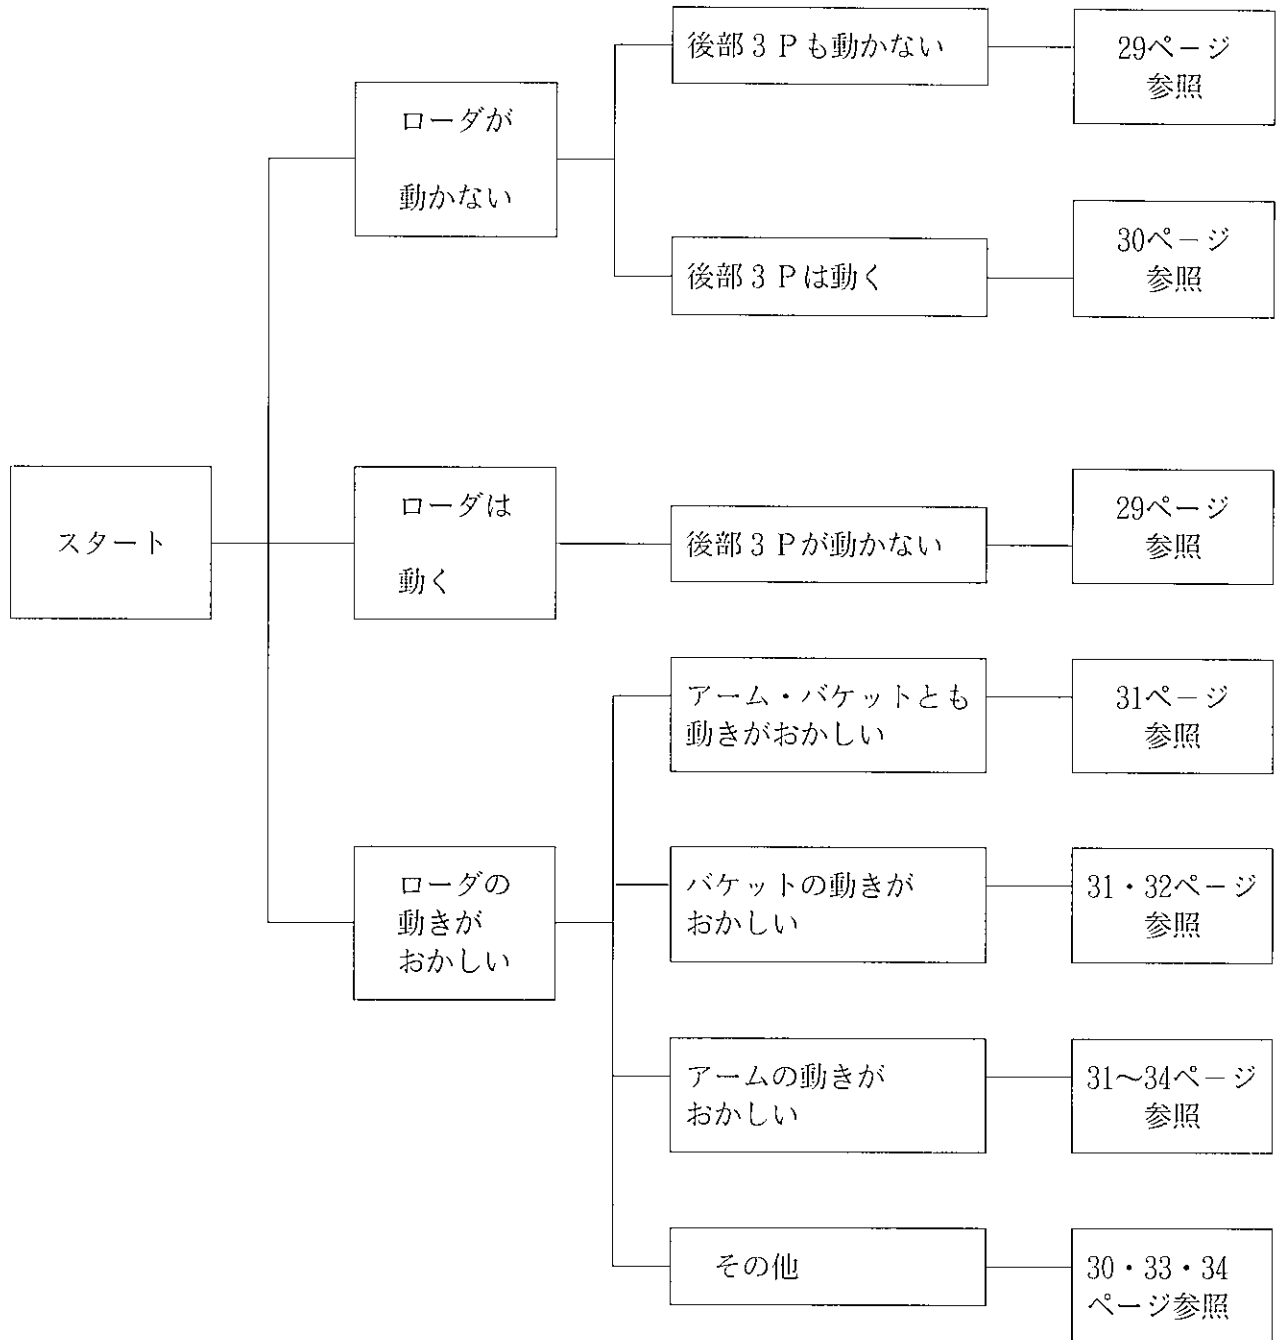 スタート
ローダが
動かない
後部3Pも動かない
29ページ
参照
後部3Pは動く
30ページ
参照
ローダは
動く
後部3Pが動かない
29ページ
参照
ローダの
動きが
おかしい
アーム・バケットとも
動きがおかしい
31ページ
参照
バケットの動きが
おかしい
31・32ページ
参照
アームの動きが
おかしい
31〜34ページ
参照
その他
30・33・34
ページ参照